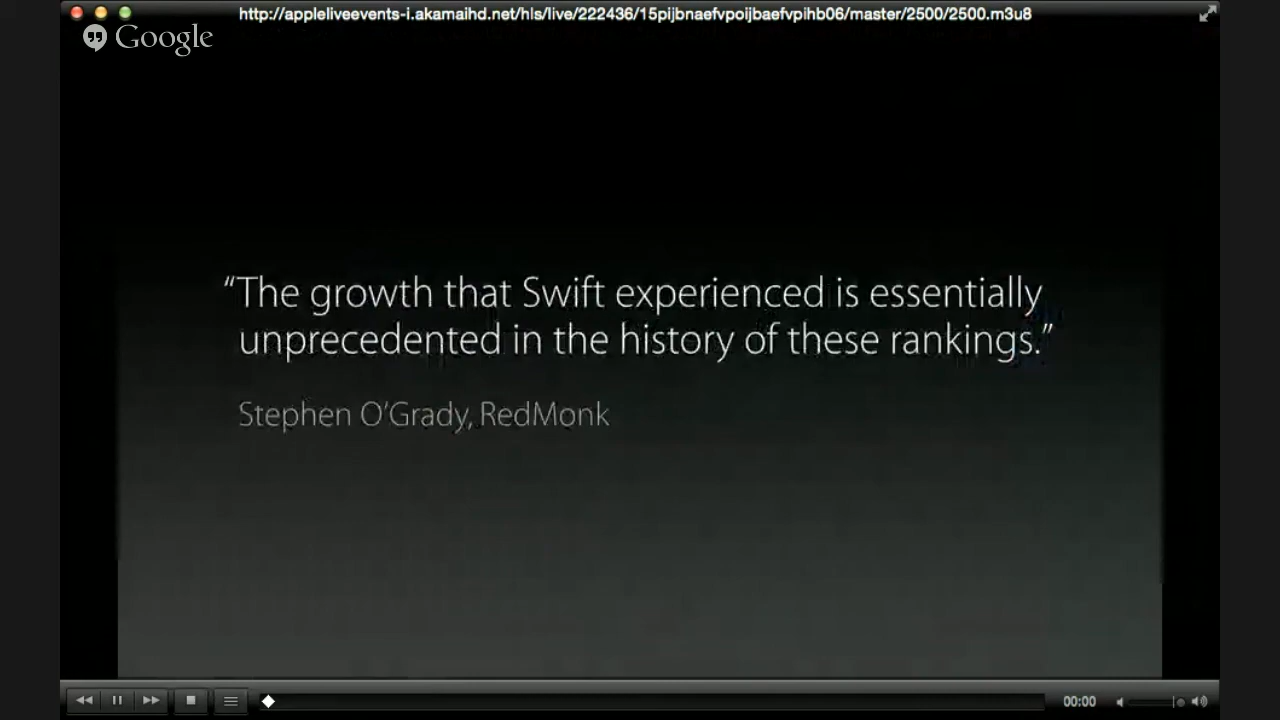 http://appleliveevents-i.akamaihd.net/hls/live/222436/15pijbnaefvpoijbaefvpihb06/master/2500/2500.m3u8
Google
“The growth that Swift experienced is essentially
unprecedented in the history of these rankings.”
Stephen O’Grady, RedMonk
00:00